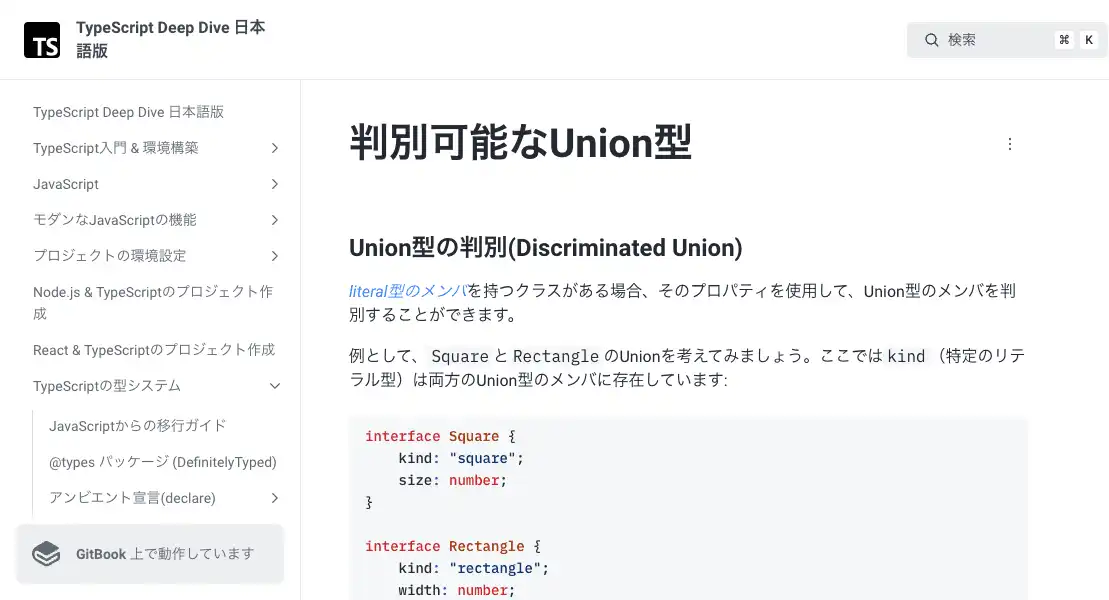 TS
TypeScript Deep Dive 日本
語版
検索
⌘ K
TypeScript Deep Dive 日本語版
TypeScript入門 & 環境構築
JavaScript
モダンなJavaScriptの機能
プロジェクトの環境設定
Node.js & TypeScriptのプロジェクト作
成
React & TypeScriptのプロジェクト作成
TypeScriptの型システム
JavaScriptからの移行ガイド
@types パッケージ (DefinitelyTyped)
アンビエント宣言(declare)
GitBook 上で動作しています
判別可能なUnion型
Union型の判別(Discriminated Union)
literal型のメンバを持つクラスがある場合、そのプロパティを使用して、Union型のメンバを判
別することができます。
例として、 Square と Rectangle のUnionを考えてみましょう。ここでは kind （特定のリテ
ラル型）は両方のUnion型のメンバに存在しています:
interface Square {
    kind: "square";
    size: number;
}
interface Rectangle {
    kind: "rectangle";
    width: number;